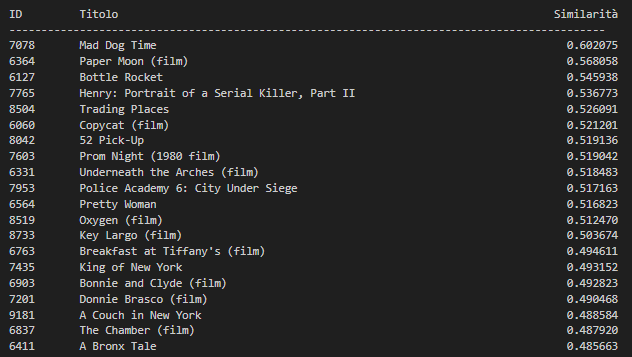 ID Titolo Similarità
--------------------------------------------------------------------------------------------
7078 Mad Dog Time 0.602075
6364 Paper Moon (film) 0.568058
6127 Bottle Rocket 0.545938
7765 Henry: Portrait of a Serial Killer, Part II 0.536773
8504 Trading Places 0.526091
6060 Copycat (film) 0.521201
8042 52 Pick-Up 0.519136
7603 Prom Night (1980 film) 0.519042
6331 Underneath the Arches (film) 0.518483
7953 Police Academy 6: City Under Siege 0.517163
6564 Pretty Woman 0.516823
8519 Oxygen (film) 0.512470
8733 Key Largo (film) 0.503674
6763 Breakfast at Tiffany's (film) 0.494611
7435 King of New York 0.493152
6903 Bonnie and Clyde (film) 0.492823
7201 Donnie Brasco (film) 0.490468
9181 A Couch in New York 0.488584
6837 The Chamber (film) 0.487920
6411 A Bronx Tale 0.485663